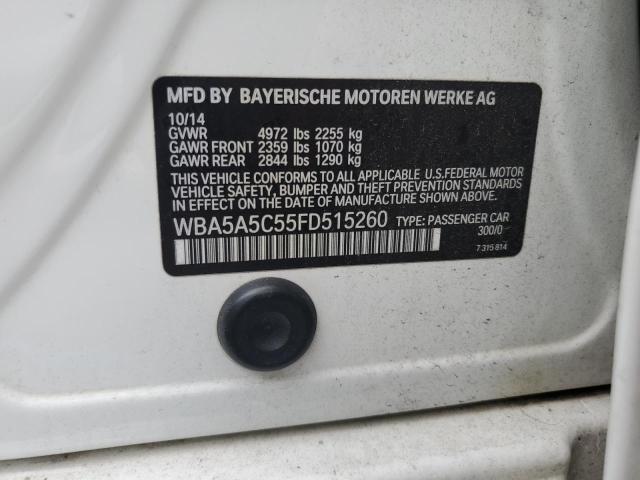 MFD BY BAYERISCHE MOTOREN WERKE AG
10/14
GVWR 4972 lbs 2255 kg
GAWR FRONT 2359 lbs 1070 kg
GAWR REAR 2844 lbs 1290 kg
THIS VEHICLE CONFORMS TO ALL APPLICABLE U.S.FEDERAL MOTOR
VEHICLE SAFETY, BUMPER, AND THEFT PREVENTION STANDARDS
IN EFFECT ON THE DATE OF MANUFACTURE SHOWN ABOVE.
WBA5A5C55FD515260 TYPE: PASSENGER CAR
300/0
7 315 814